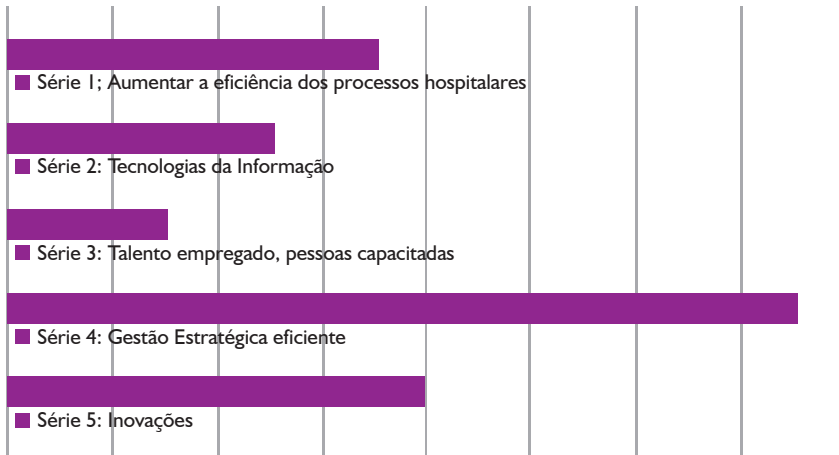 Série 1; Aumentar a eficiência dos processos hospitalares
Série 2: Tecnologias da Informação
Série 3: Talento empregado, pessoas capacitadas
Série 4: Gestão Estratégica eficiente
Série 5: Inovações